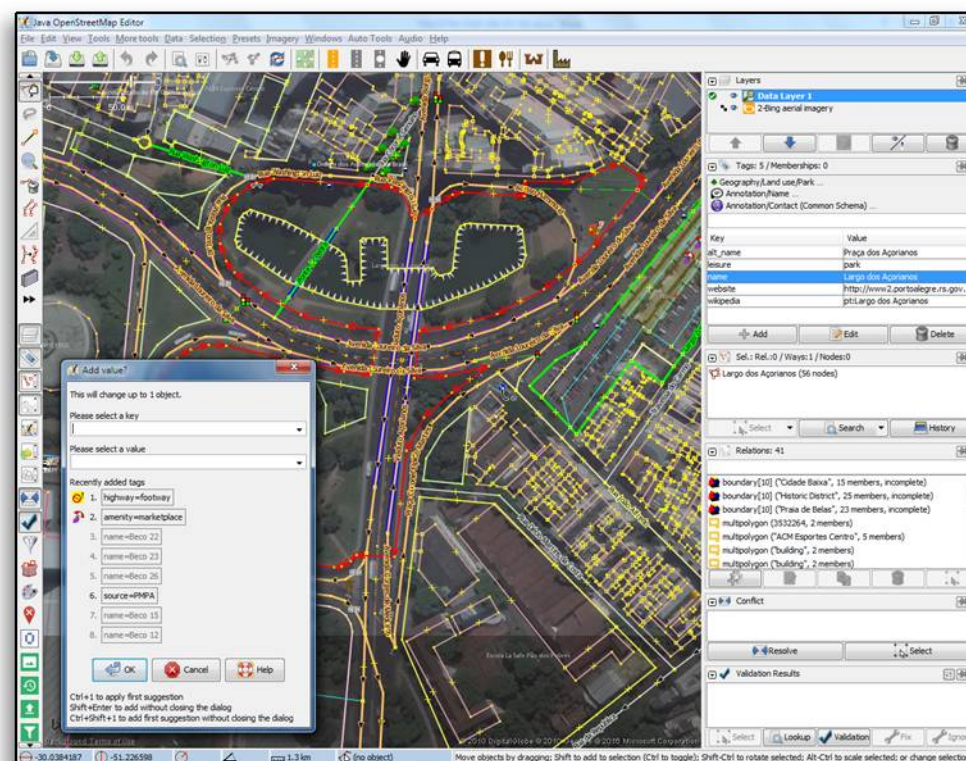 Java OpenStreetMap Editor
File Edit View Tools More tools Data Selection Presets Imagery Windows Auto Tools Audio Help
50.0 m
Layers
Data Layer 1
2-Bing aerial imagery
Tags: 5 / Memberships: 0
Geography/Land use/Park ...
Annotation/Name ...
Annotation/Contact (Common Schema) ...
Key Value
alt_name Praça dos Açorianos
leisure park
name Largo dos Açorianos
website http://www2.portoalegre.rs.gov.
wikipedia pt:Largo dos Açorianos
Add Edit Delete
Sel.: Rel.:0 / Ways:1 / Nodes:0
Largo dos Açorianos (56 nodes)
Select Search History
Relations: 41
boundary[10] ("Cidade Baixa", 15 members, incomplete)
boundary[10] ("Historic District", 25 members, incomplete)
boundary[10] ("Praia de Belas", 23 members, incomplete)
multipolygon (3532264, 2 members)
multipolygon ("ACM Esportes Centro", 5 members)
multipolygon ("building", 2 members)
multipolygon ("building", 2 members)
Conflict
Resolve Select
Validation Results
Select Lookup Validation Fix Ignore
Add value?
This will change up to 1 object.
Please select a key
Please select a value
Recently added tags
1. highway=footway
2. amenity=marketplace
3. name=Beco 22
4. name=Beco 23
5. name=Beco 26
6. source=PMPA
7. name=Beco 15
8. name=Beco 12
OK Cancel Help
Ctrl+1 to apply first suggestion
Shift+Enter to add without closing the dialog
Ctrl+Shift+1 to add first suggestion without closing the dialog
Background Terms of Use
-30.0384187 -51.226598 1.3 km (no object) Move objects by dragging; Shift to add to selection (Ctrl to toggle); Shift-Ctrl to rotate selected; Alt-Ctrl to scale selected; or change selectio